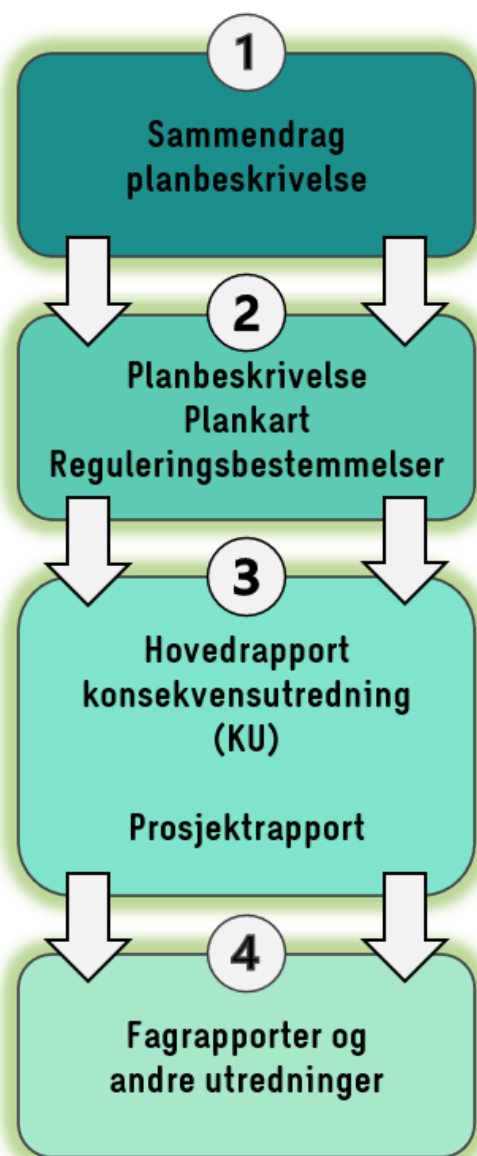 1
Sammendrag
planbeskrivelse
2
Planbeskrivelse
Plankart
Reguleringsbestemmelser
3
Hovedrapport
konsekvensutredning
(KU)
Prosjektrapport
4
Fagrapporter og
andre utredninger